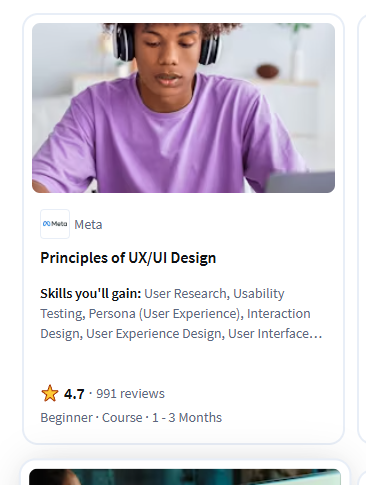 Meta Meta
Principles of UX/UI Design
Skills you'll gain: User Research, Usability
Testing, Persona (User Experience), Interaction
Design, User Experience Design, User Interface…
4.7 · 991 reviews
Beginner · Course · 1 - 3 Months